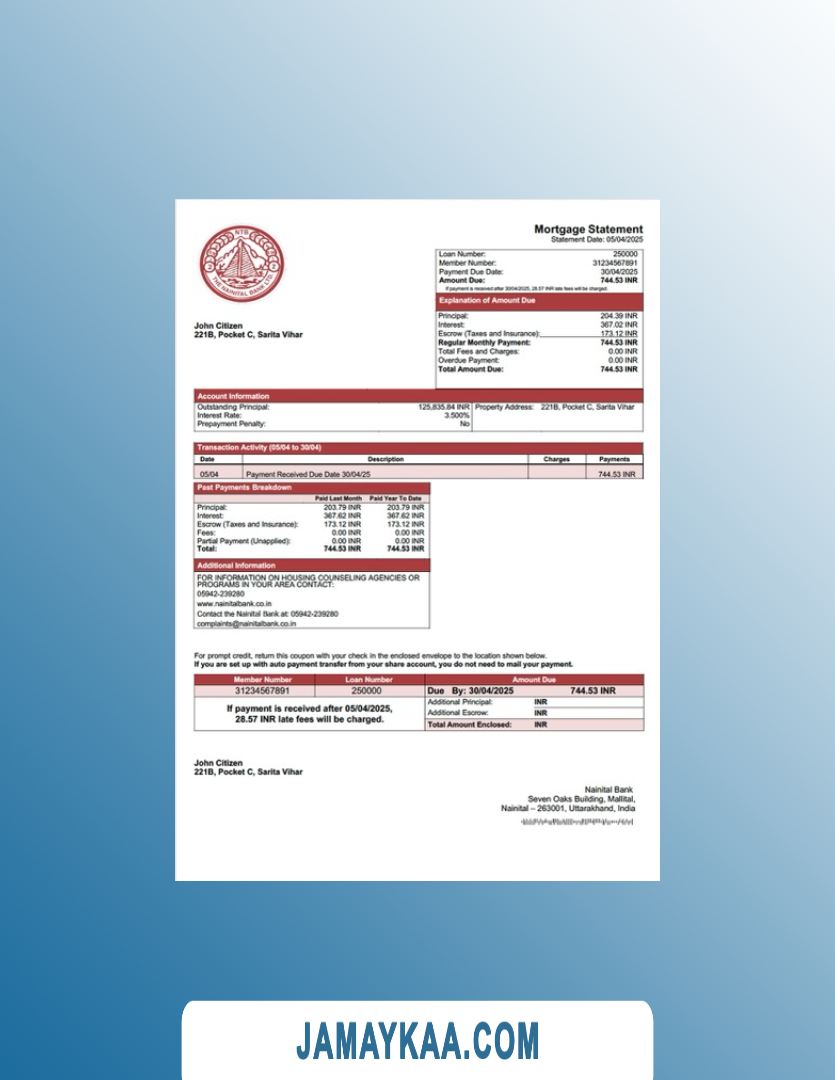 Mortgage Statement
Statement Date: 05/04/2025
NTB
THE NAINITAL BANK LTD.
Loan Number: 250000
Member Number: 31234567891
Payment Due Date: 30/04/2025
Amount Due: 744.53 INR
If payment is received after 30/04/2025, 28.57 INR late fees will be charged.
Explanation of Amount Due
Principal: 204.39 INR
Interest: 367.02 INR
Escrow (Taxes and Insurance): 173.12 INR
Regular Monthly Payment: 744.53 INR
Total Fees and Charges: 0.00 INR
Overdue Payment: 0.00 INR
Total Amount Due: 744.53 INR
John Citizen
221B, Pocket C, Sarita Vihar
Account Information
Outstanding Principal: 125,835.84 INR Property Address: 221B, Pocket C, Sarita Vihar
Interest Rate: 3.500%
Prepayment Penalty: No
Transaction Activity (05/04 to 30/04)
Date Description Charges Payments
05/04 Payment Received Due Date 30/04/25 744.53 INR
Past Payments Breakdown
Paid Last Month Paid Year To Date
Principal: 203.79 INR 203.79 INR
Interest: 367.62 INR 367.62 INR
Escrow (Taxes and Insurance): 173.12 INR 173.12 INR
Fees: 0.00 INR 0.00 INR
Partial Payment (Unapplied): 0.00 INR 0.00 INR
Total: 744.53 INR 744.53 INR
Additional Information
FOR INFORMATION ON HOUSING COUNSELING AGENCIES OR
PROGRAMS IN YOUR AREA CONTACT:
05942-239280
www.nainitalbank.co.in
Contact the Nainital Bank at: 05942-239280
complaints@nainitalbank.co.in
For prompt credit, return this coupon with your check in the enclosed envelope to the location shown below.
If you are set up with auto payment transfer from your share account, you do not need to mail your payment.
Member Number Loan Number Amount Due
31234567891 250000 Due By: 30/04/2025 744.53 INR
If payment is received after 05/04/2025,
28.57 INR late fees will be charged.
Additional Principal: INR
Additional Escrow: INR
Total Amount Enclosed: INR
John Citizen
221B, Pocket C, Sarita Vihar
Nainital Bank
Seven Oaks Building, Mallital,
Nainital – 263001, Uttarakhand, India
JAMAYKAA.COM